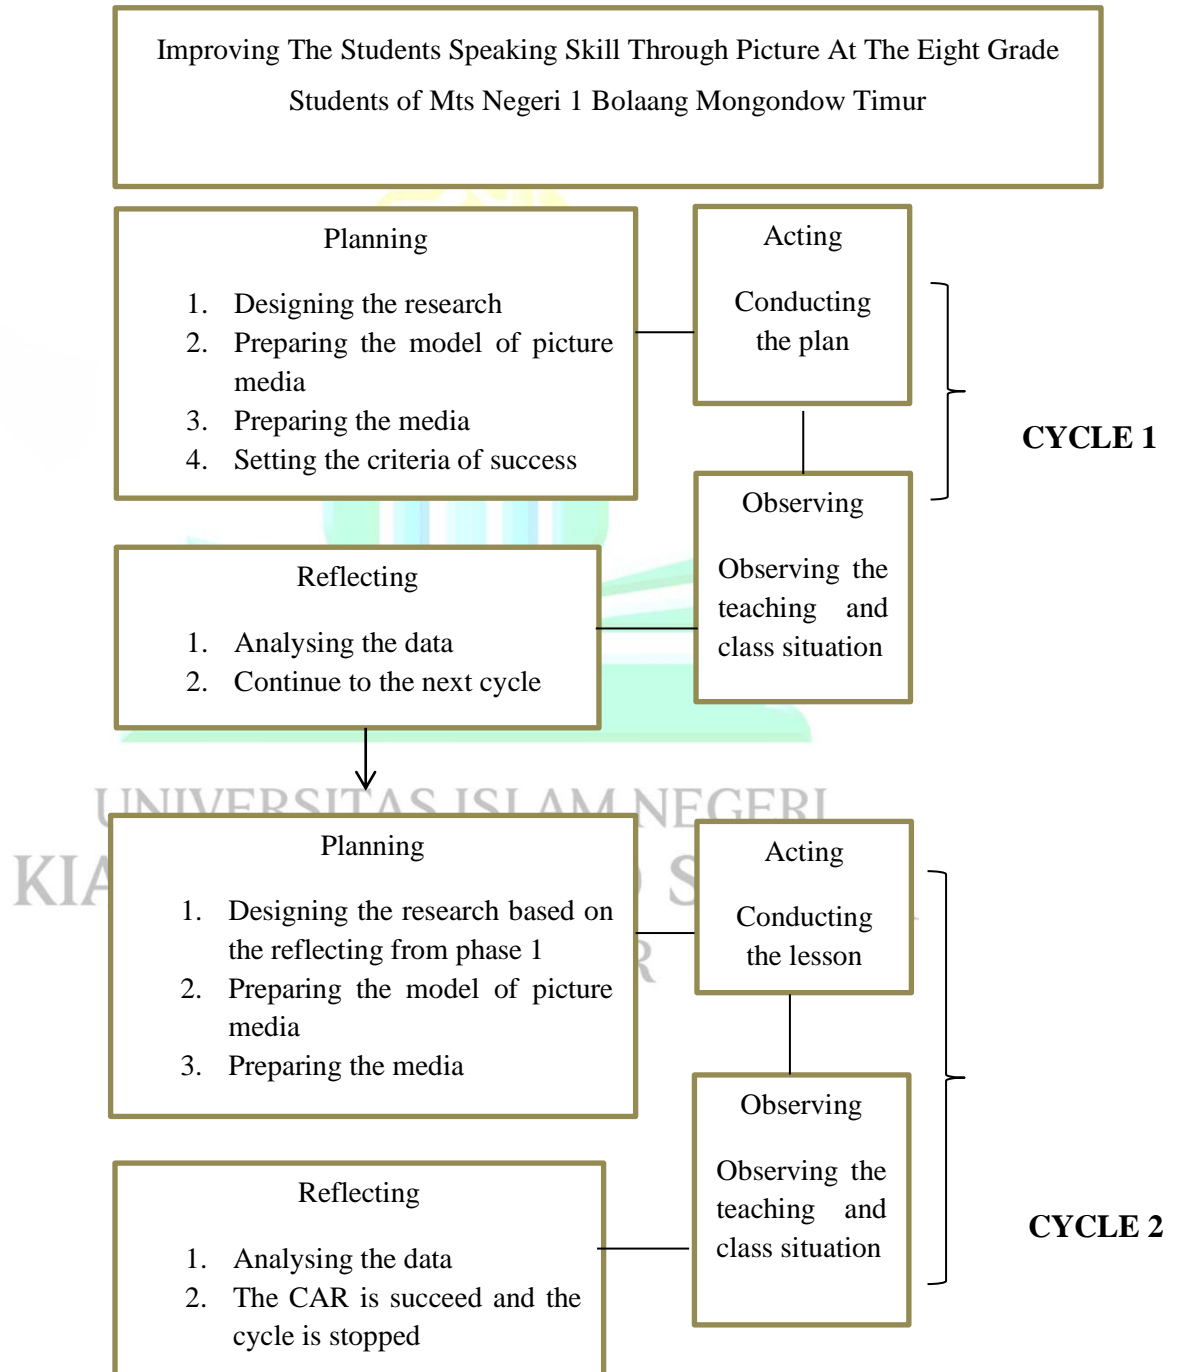 Improving The Students Speaking Skill Through Picture At The Eight Grade
Students of Mts Negeri 1 Bolaang Mongondow Timur
Planning
1. Designing the research
2. Preparing the model of picture
media
3. Preparing the media
4. Setting the criteria of success
Acting
Conducting
the plan
CYCLE 1
Observing
Observing the
teaching and
class situation
Reflecting
1. Analysing the data
2. Continue to the next cycle
UNIVERSITAS ISLAM NEGERI
Planning
1. Designing the research based on
the reflecting from phase 1
2. Preparing the model of picture
media
3. Preparing the media
Acting
Conducting
the lesson
Observing
Observing the
teaching and
class situation
CYCLE 2
Reflecting
1. Analysing the data
2. The CAR is succeed and the
cycle is stopped